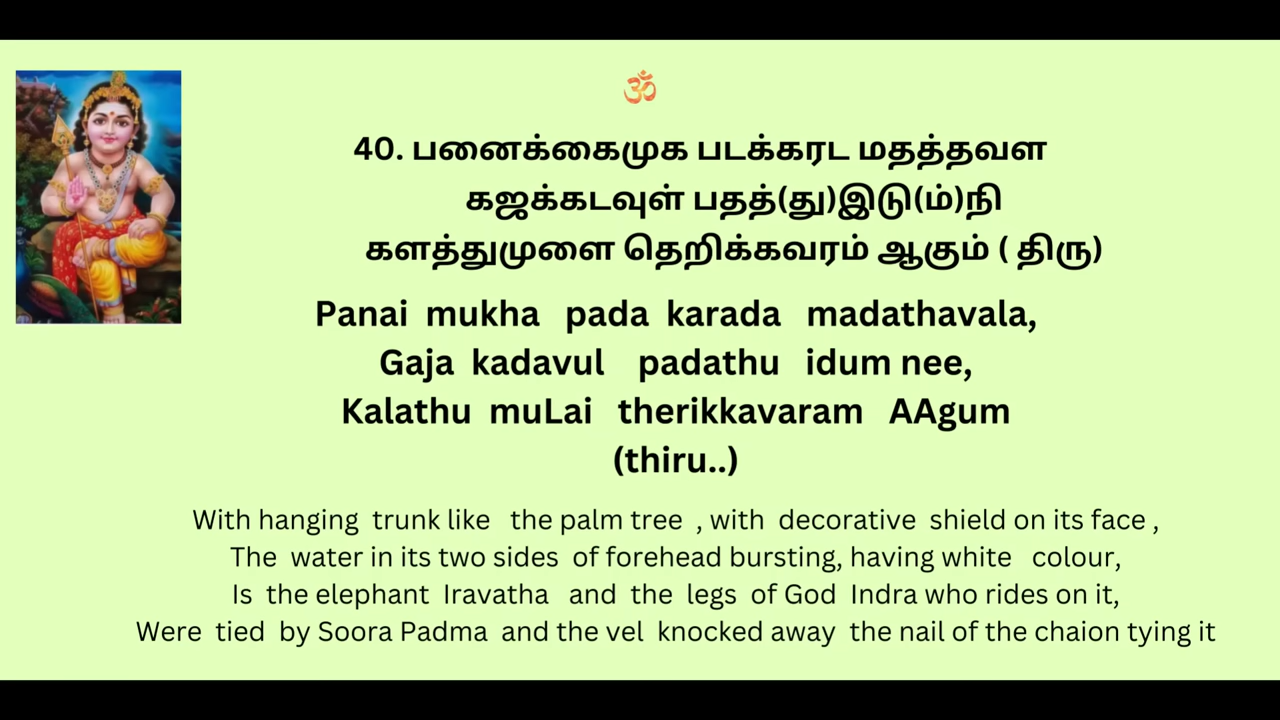 ॐ
40. பனைக்கைமுக படக்கரட மதத்தவள
கஜக்கடவுள் பதத்(து)இடு(ம்)நி
களத்துமுளை தெறிக்கவரம் ஆகும் ( திரு)
Panai mukha pada karada madathavala,
Gaja kadavul padathu idum nee,
Kalathu muLai therikkavaram AAgum
(thiru..)
With hanging trunk like the palm tree , with decorative shield on its face ,
The water in its two sides of forehead bursting, having white colour,
Is the elephant Iravatha and the legs of God Indra who rides on it,
Were tied by Soora Padma and the vel knocked away the nail of the chaion tying it